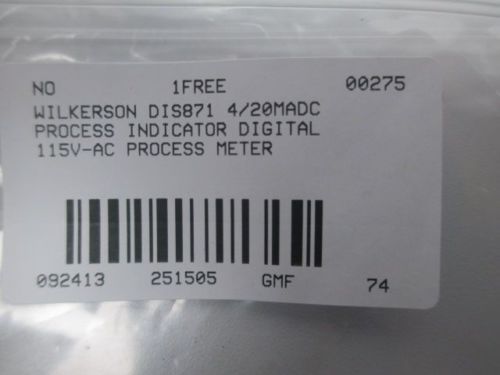 NO 1FREE 00275
WILKERSON DIS871 4/20MADC
PROCESS INDICATOR DIGITAL
115V-AC PROCESS METER
092413 251505 GMF 74